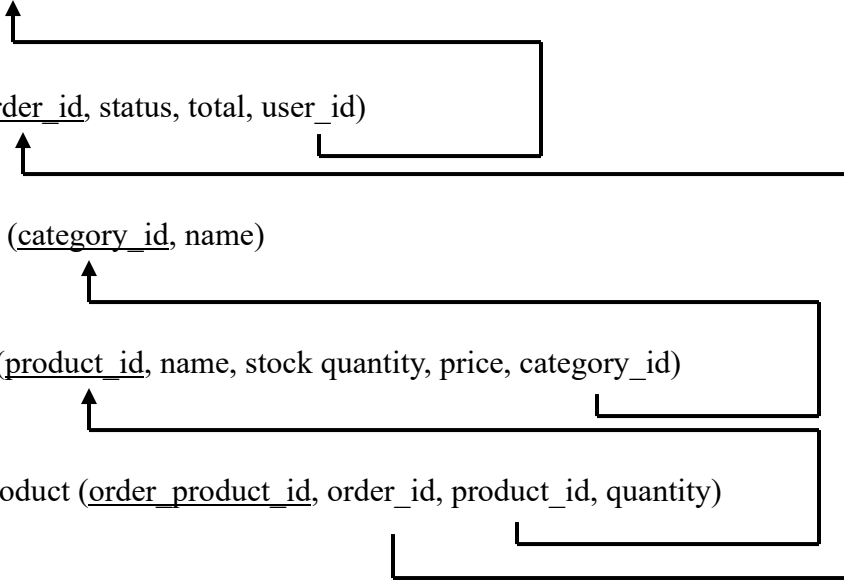 rder_id, status, total, user_id)
(category_id, name)
(product_id, name, stock quantity, price, category_id)
oduct (order_product_id, order_id, product_id, quantity)